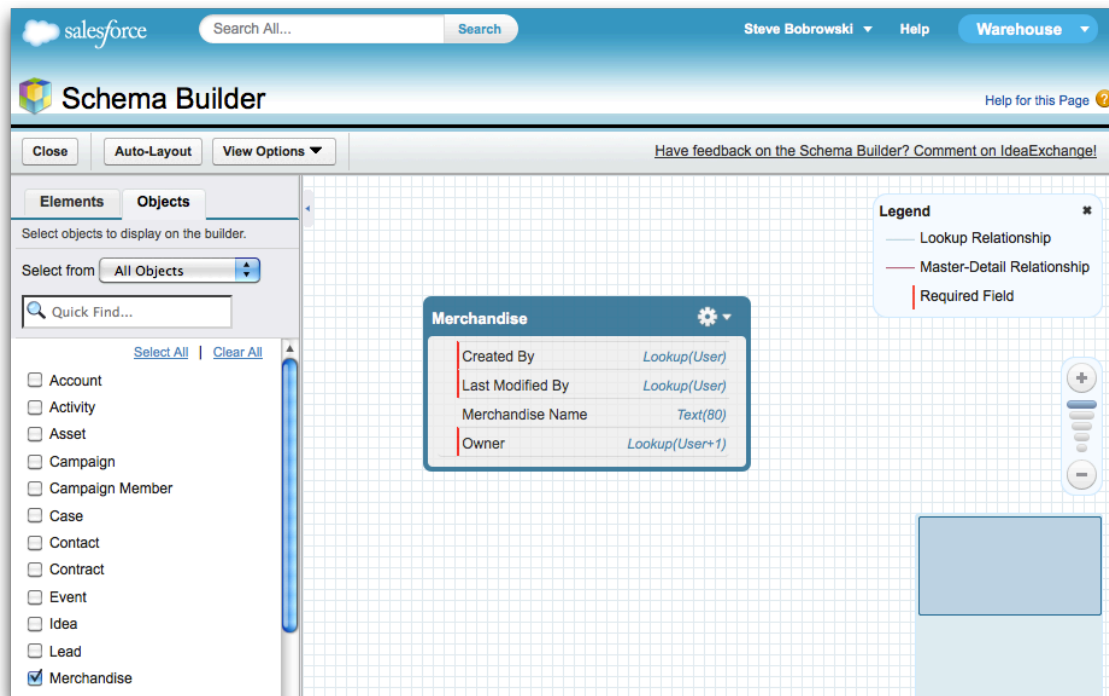 salesforce Search All... Search Steve Bobrowski Help Warehouse
Schema Builder
Help for this Page ?
Close Auto-Layout View Options Have feedback on the Schema Builder? Comment on IdeaExchange!
Elements Objects
Select objects to display on the builder.
Select from All Objects
Quick Find...
Select All | Clear All
Account
Activity
Asset
Campaign
Campaign Member
Case
Contact
Contract
Event
Idea
Lead
Merchandise
Merchandise
Created By Lookup(User)
Last Modified By Lookup(User)
Merchandise Name Text(80)
Owner Lookup(User+1)
Legend
Lookup Relationship
Master-Detail Relationship
Required Field